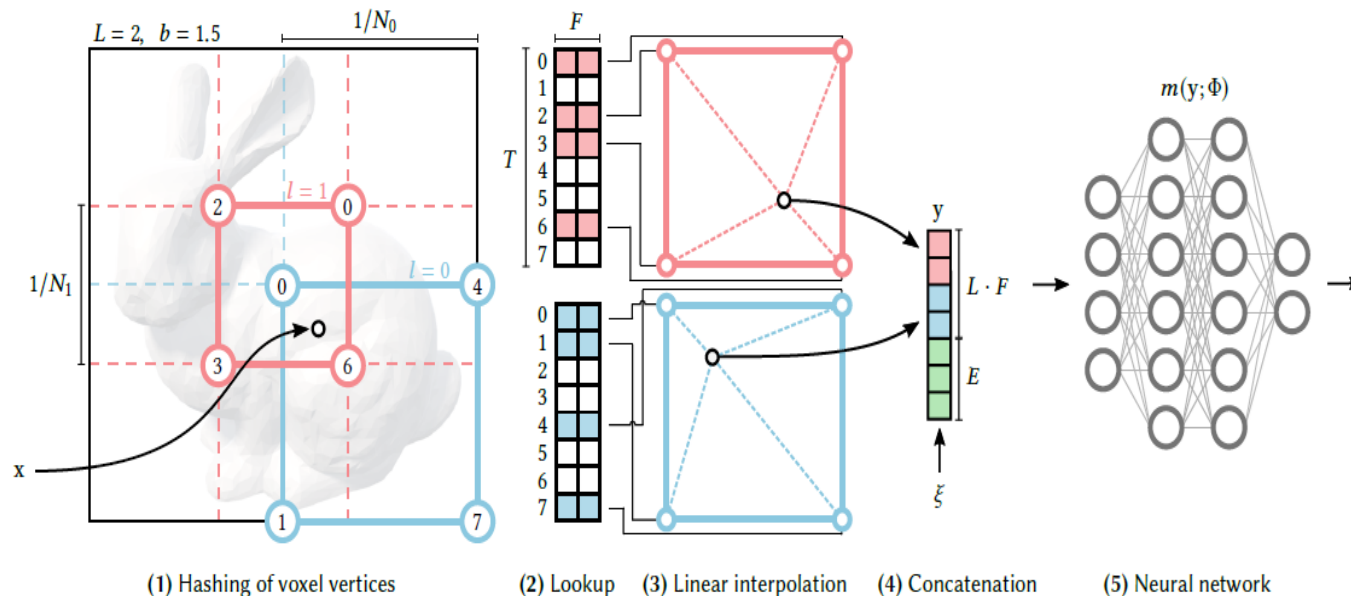 L = 2, b = 1.5
1/N₀
l = 1
2
0
1/N₁
l = 0
0
4
3
6
x
1
7
F
T
0
1
2
3
4
5
6
7
0
1
2
3
4
5
6
7
y
L · F
E
ξ
m(y; Φ)
(1) Hashing of voxel vertices
(2) Lookup
(3) Linear interpolation
(4) Concatenation
(5) Neural network